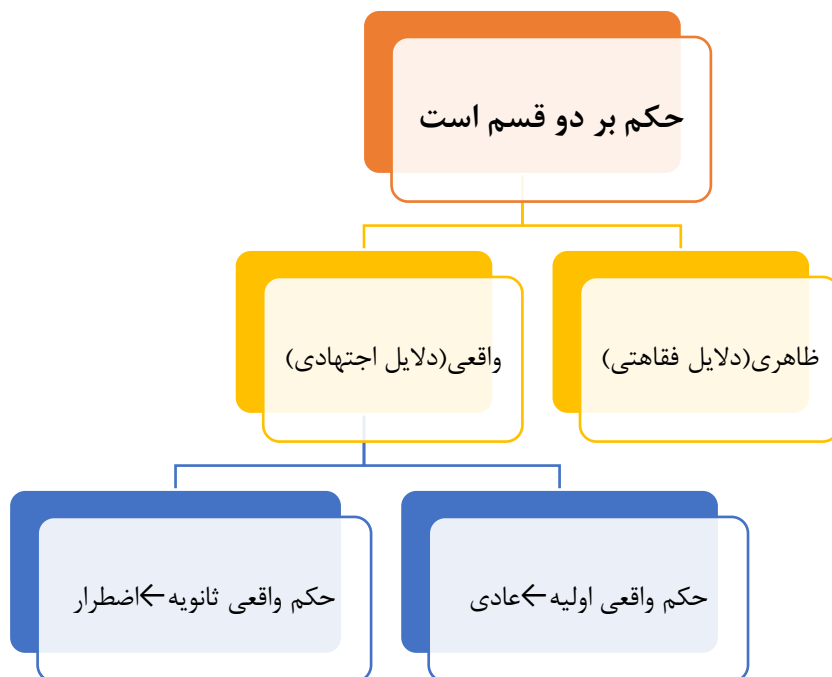 حکم بر دو قسم است
ظاهری(دلایل فقاهتی)
واقعی(دلایل اجتهادی)
حکم واقعی اولیه←عادی
حکم واقعی ثانویه←اضطرار